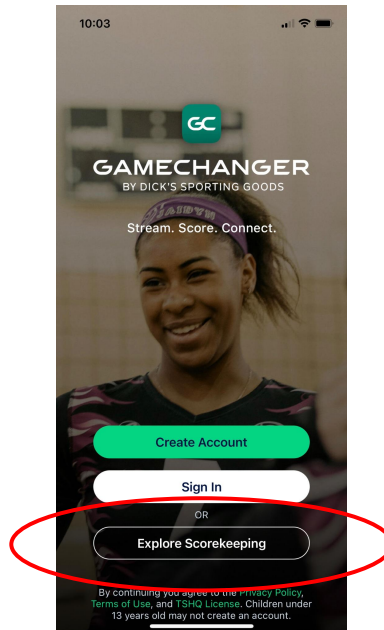 10:03
GC
GAMECHANGER
BY DICK'S SPORTING GOODS
Stream. Score. Connect.
Create Account
Sign In
OR
Explore Scorekeeping
By continuing you agree to the Privacy Policy,
Terms of Use, and TSHQ License. Children under
13 years old may not create an account.